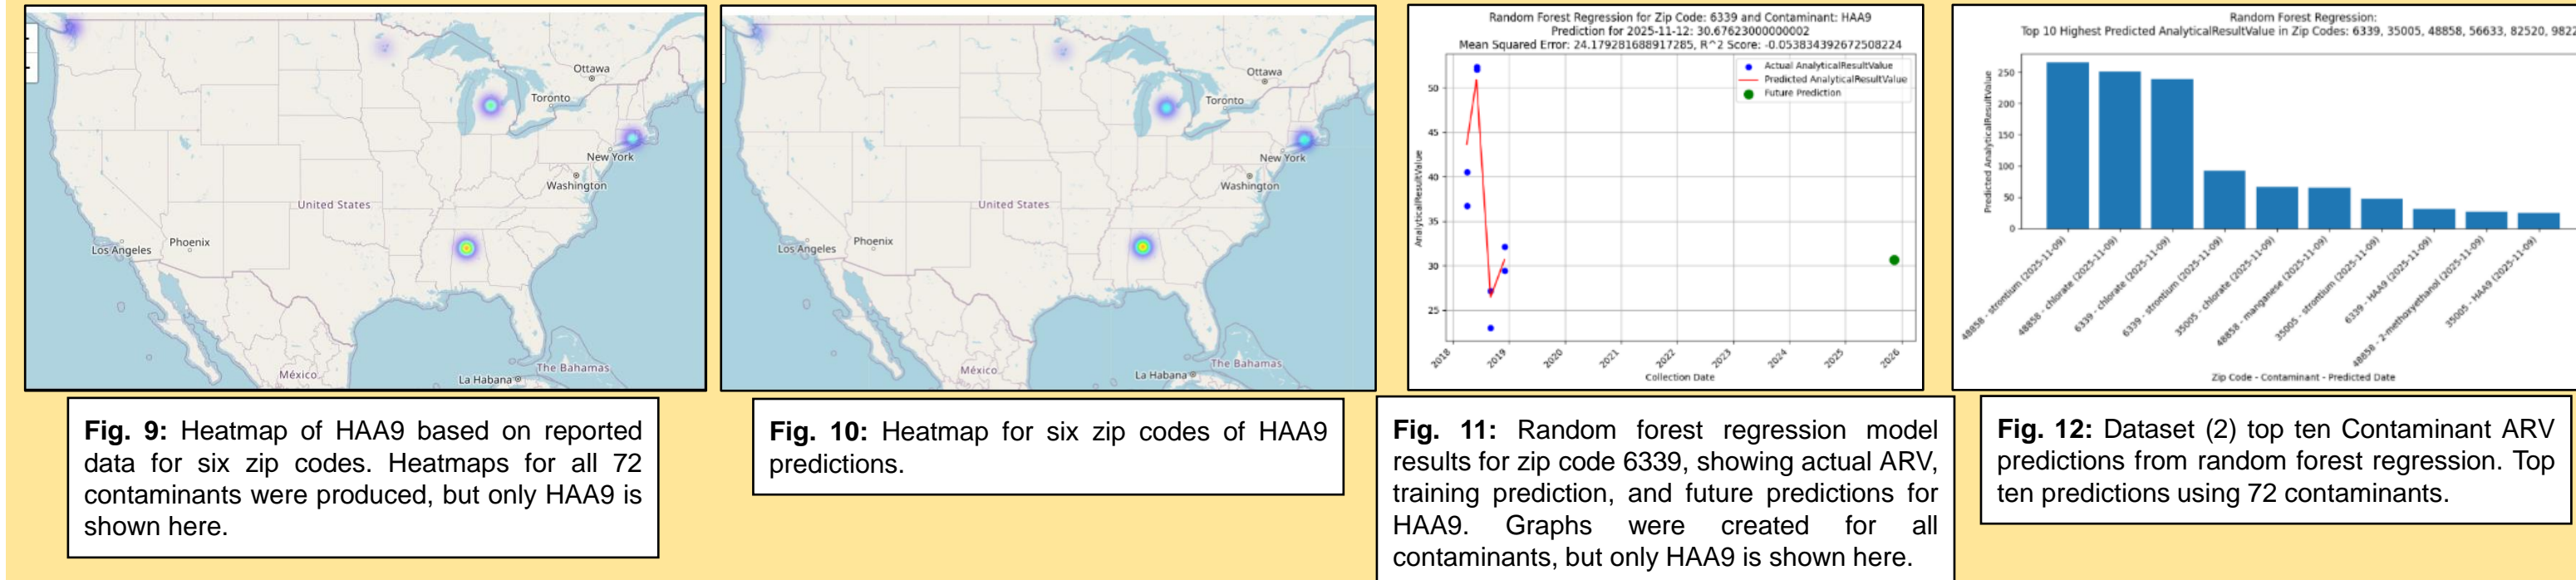 Ottawa
Toronto
New York
Washington
United States
Los Angeles
Phoenix
México
La Habana
The Bahamas
Ottawa
Toronto
New York
Washington
United States
Los Angeles
Phoenix
México
La Habana
The Bahamas
Random Forest Regression for Zip Code: 6339 and Contaminant: HAA9
Prediction for 2025-11-12: 30.67623000000002
Mean Squared Error: 24.179281688917285, R^2 Score: -0.053834392672508224
Actual AnalyticalResultValue
Predicted AnalyticalResultValue
Future Prediction
AnalyticalResultValue
50
45
40
35
30
25
2018
2019
2020
2021
2022
2023
2024
2025
2026
Collection Date
Random Forest Regression:
Top 10 Highest Predicted AnalyticalResultValue in Zip Codes: 6339, 35005, 48858, 56633, 82520, 9822
Predicted AnalyticalResultValue
250
200
150
100
50
0
48858 - strontium (2025-11-09)
48858 - chlorate (2025-11-09)
6339 - chlorate (2025-11-09)
6339 - strontium (2025-11-09)
35005 - chlorate (2025-11-09)
48858 - manganese (2025-11-09)
35005 - strontium (2025-11-09)
6339 - HAA9 (2025-11-09)
48858 - 2-methoxyethanol (2025-11-09)
35005 - HAA9 (2025-11-09)
Zip Code - Contaminant - Predicted Date
Fig. 9: Heatmap of HAA9 based on reported
data for six zip codes. Heatmaps for all 72
contaminants were produced, but only HAA9 is
shown here.
Fig. 10: Heatmap for six zip codes of HAA9
predictions.
Fig. 11: Random forest regression model
results for zip code 6339, showing actual ARV,
training prediction, and future predictions for
HAA9. Graphs were created for all
contaminants, but only HAA9 is shown here.
Fig. 12: Dataset (2) top ten Contaminant ARV
predictions from random forest regression. Top
ten predictions using 72 contaminants.